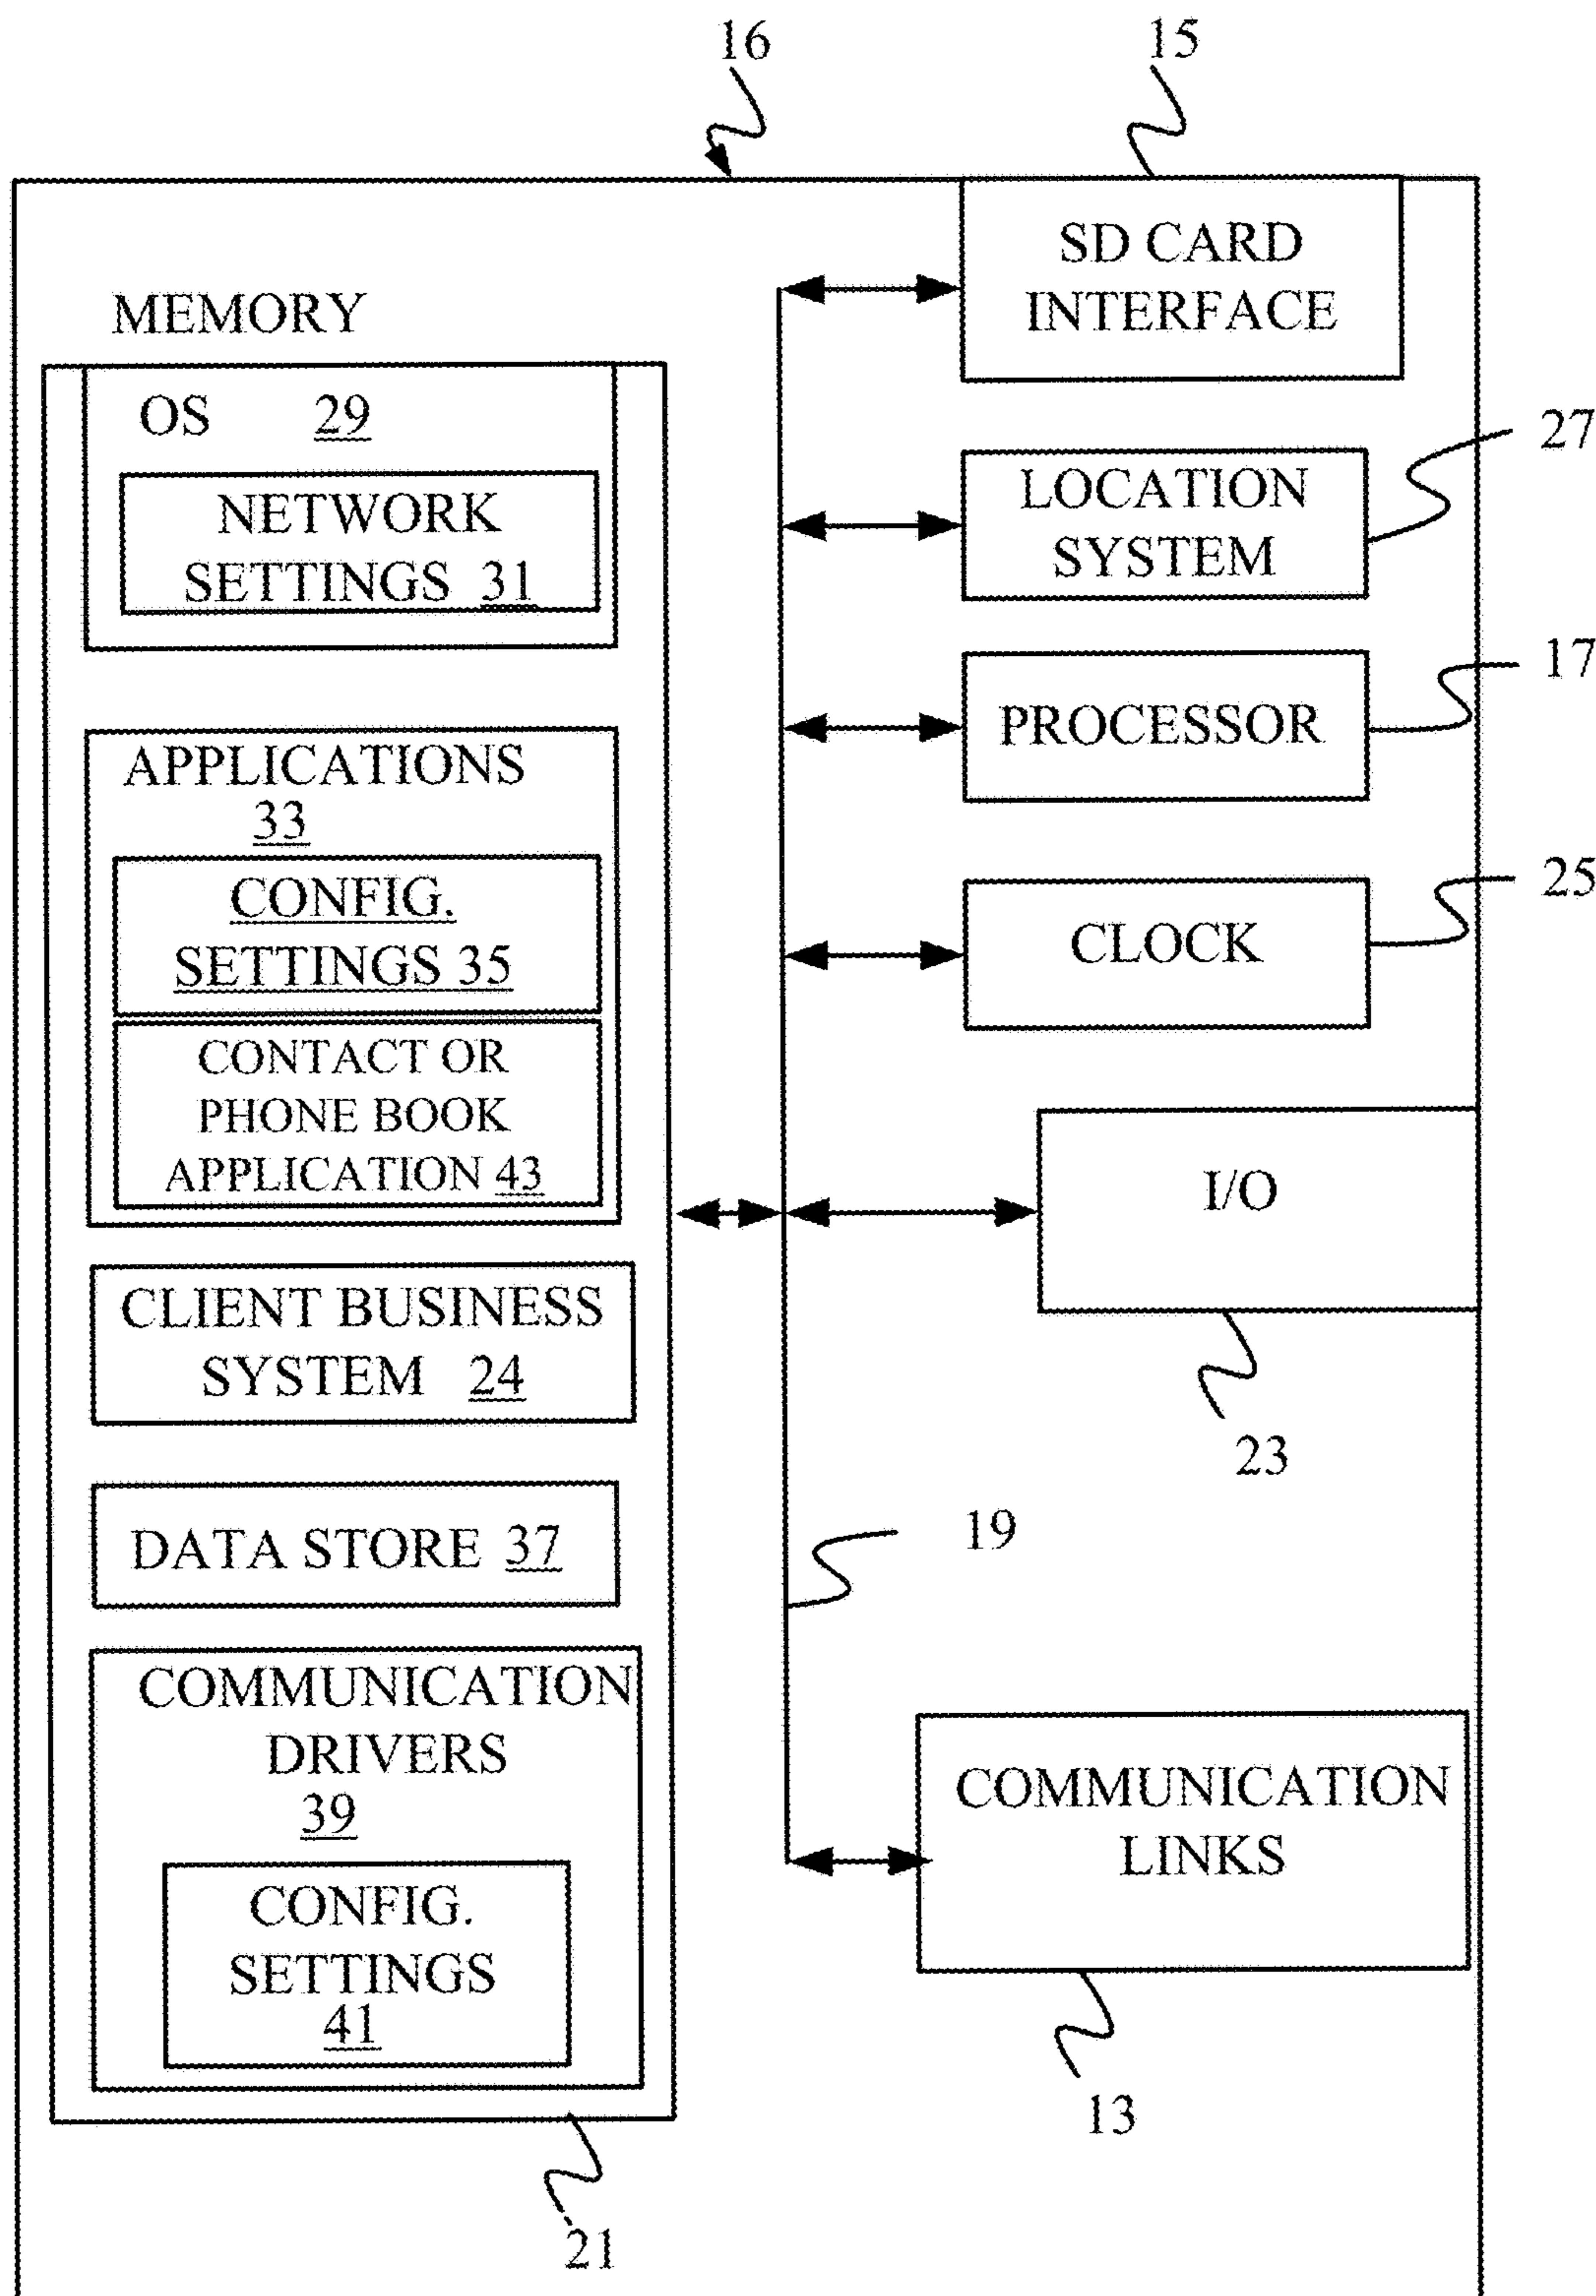 16
15
SD CARD
INTERFACE
MEMORY
OS 29
NETWORK
SETTINGS 31
27
LOCATION
SYSTEM
17
PROCESSOR
APPLICATIONS
33
CONFIG.
SETTINGS 35
25
CLOCK
CONTACT OR
PHONE BOOK
APPLICATION 43
I/O
23
CLIENT BUSINESS
SYSTEM 24
19
DATA STORE 37
COMMUNICATION
DRIVERS
39
CONFIG.
SETTINGS
41
COMMUNICATION
LINKS
13
21